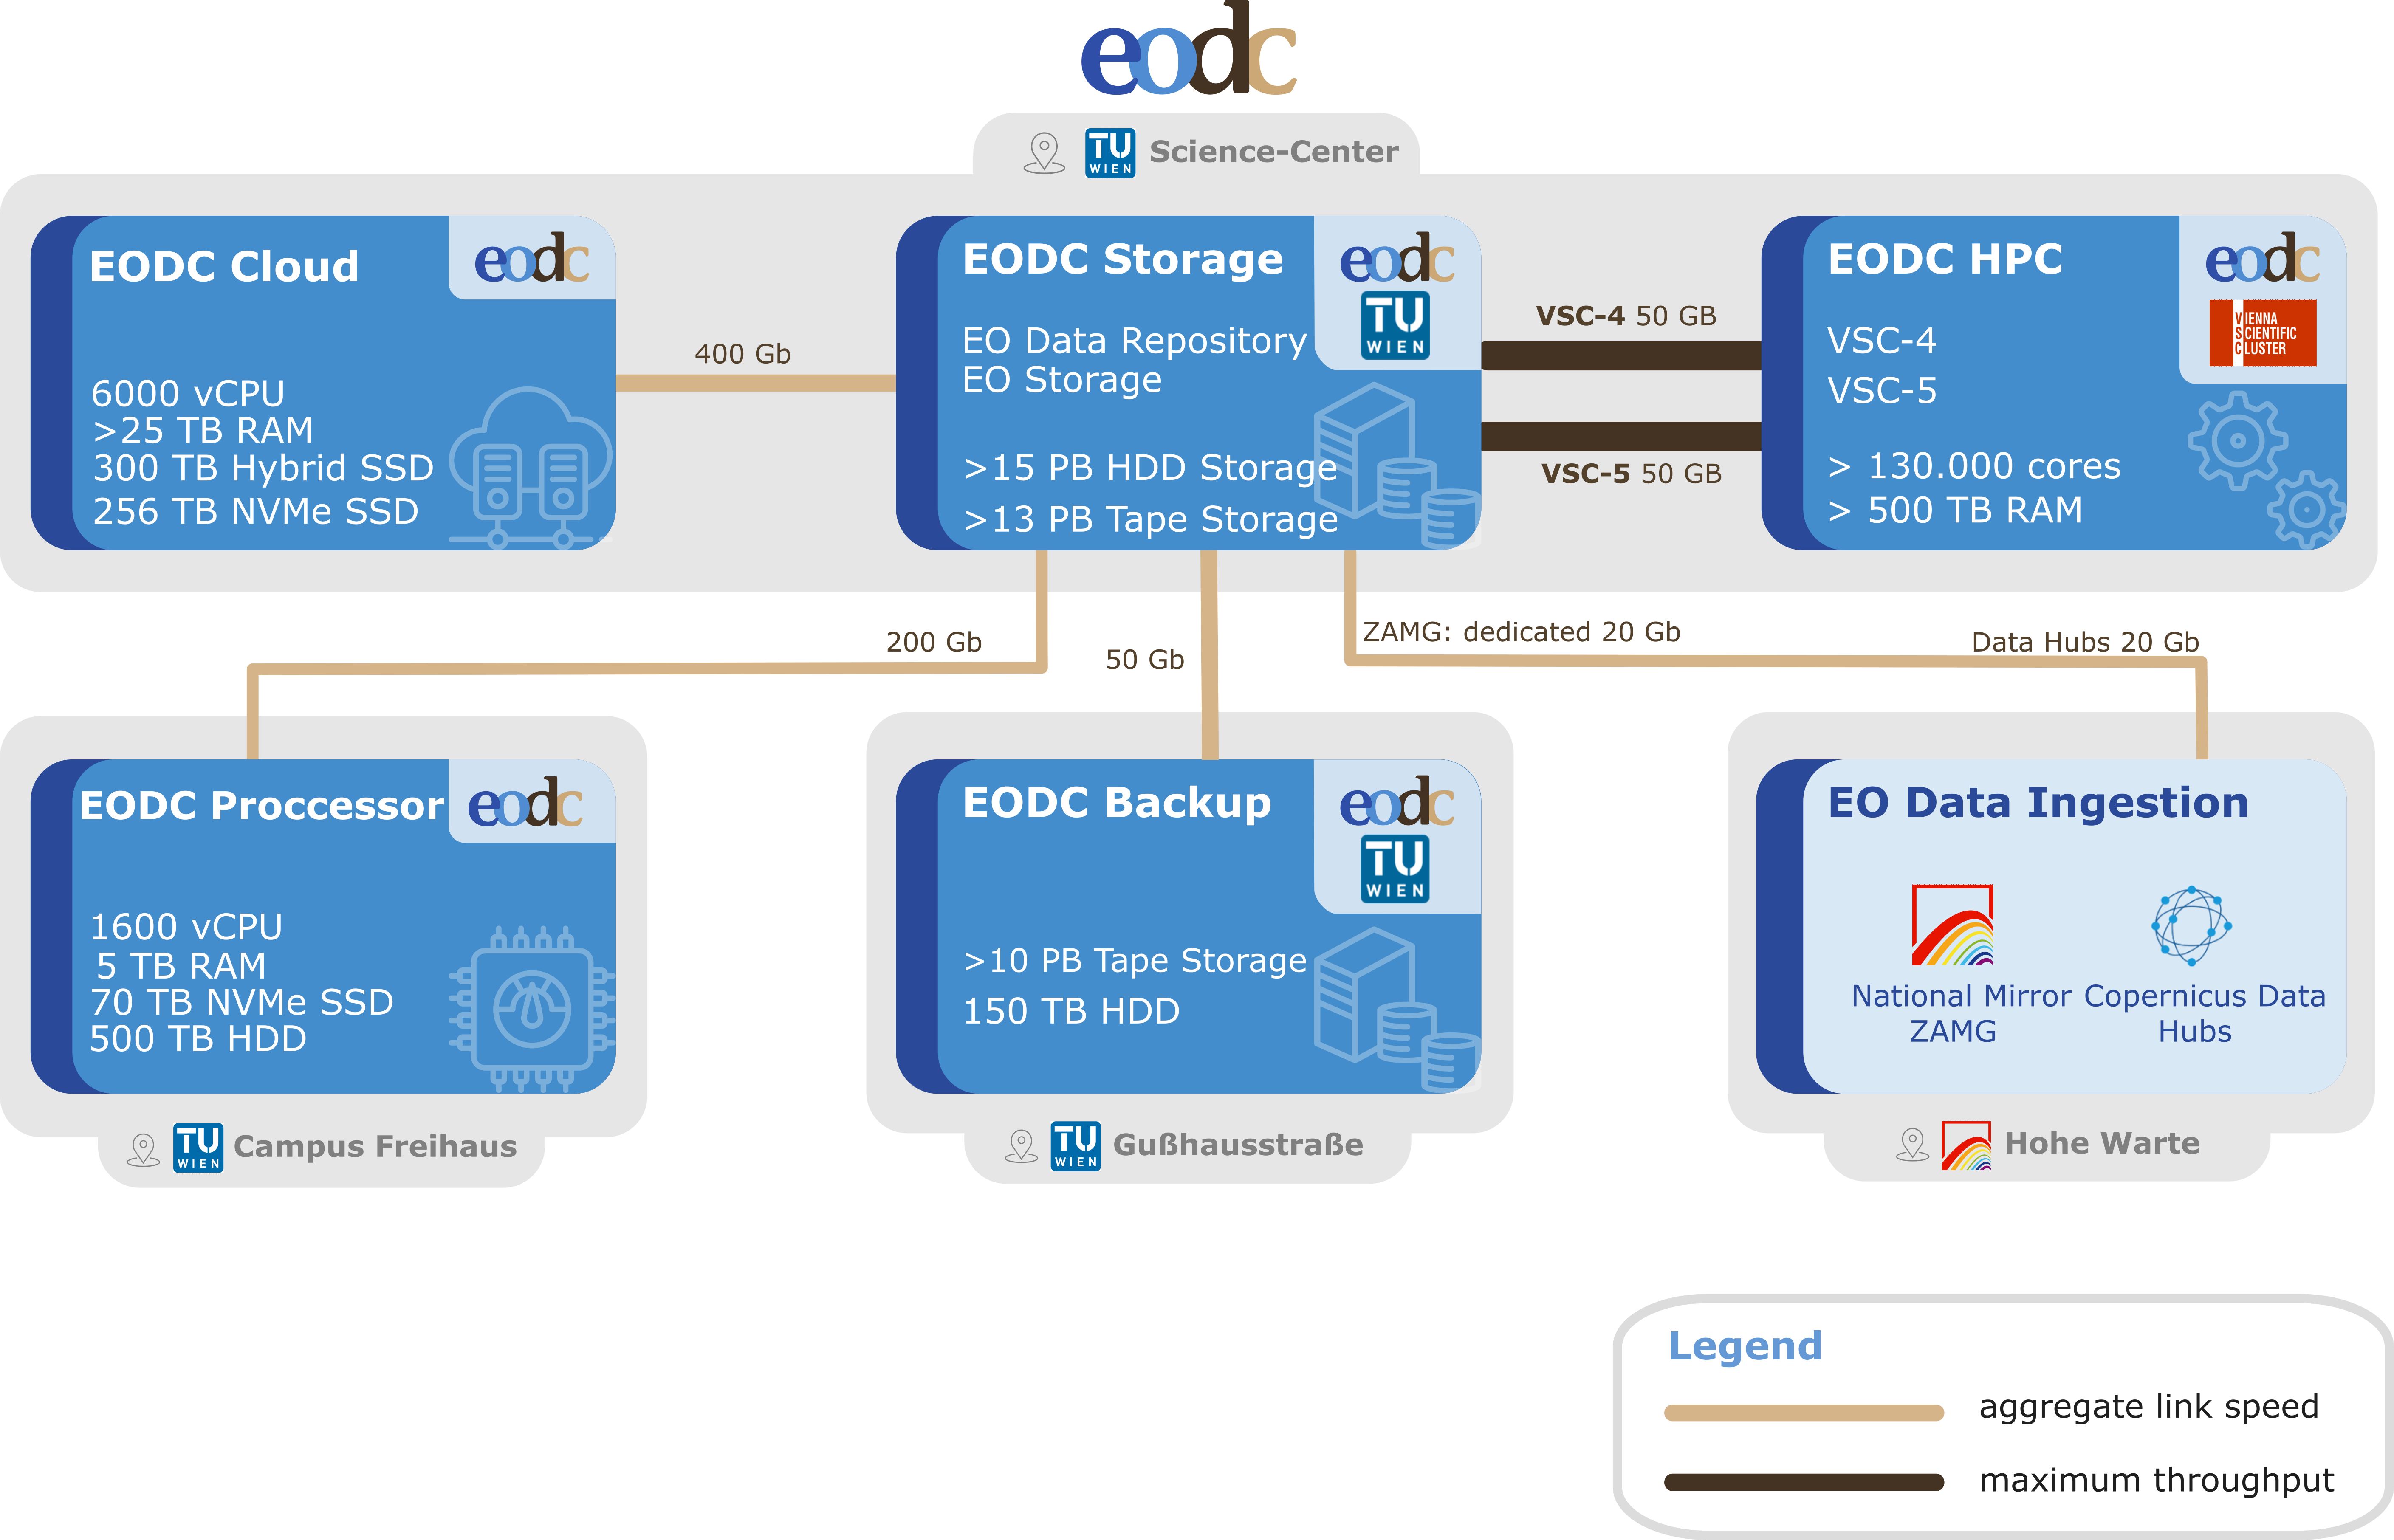 eodc
TU WIEN Science-Center
EODC Cloud
eodc
6000 vCPU
>25 TB RAM
300 TB Hybrid SSD
256 TB NVMe SSD
400 Gb
EODC Storage
eodc
TU WIEN
EO Data Repository
EO Storage
>15 PB HDD Storage
>13 PB Tape Storage
VSC-4 50 GB
VSC-5 50 GB
EODC HPC
eodc
VIENNA
SCIENTIFIC
CLUSTER
VSC-4
VSC-5
> 130.000 cores
> 500 TB RAM
200 Gb
50 Gb
ZAMG: dedicated 20 Gb
Data Hubs 20 Gb
EODC Proccessor
eodc
1600 vCPU
5 TB RAM
70 TB NVMe SSD
500 TB HDD
TU WIEN Campus Freihaus
EODC Backup
eodc
TU WIEN
>10 PB Tape Storage
150 TB HDD
TU WIEN Gußhausstraße
EO Data Ingestion
National Mirror
ZAMG
Copernicus Data
Hubs
Hohe Warte
Legend
aggregate link speed
maximum throughput